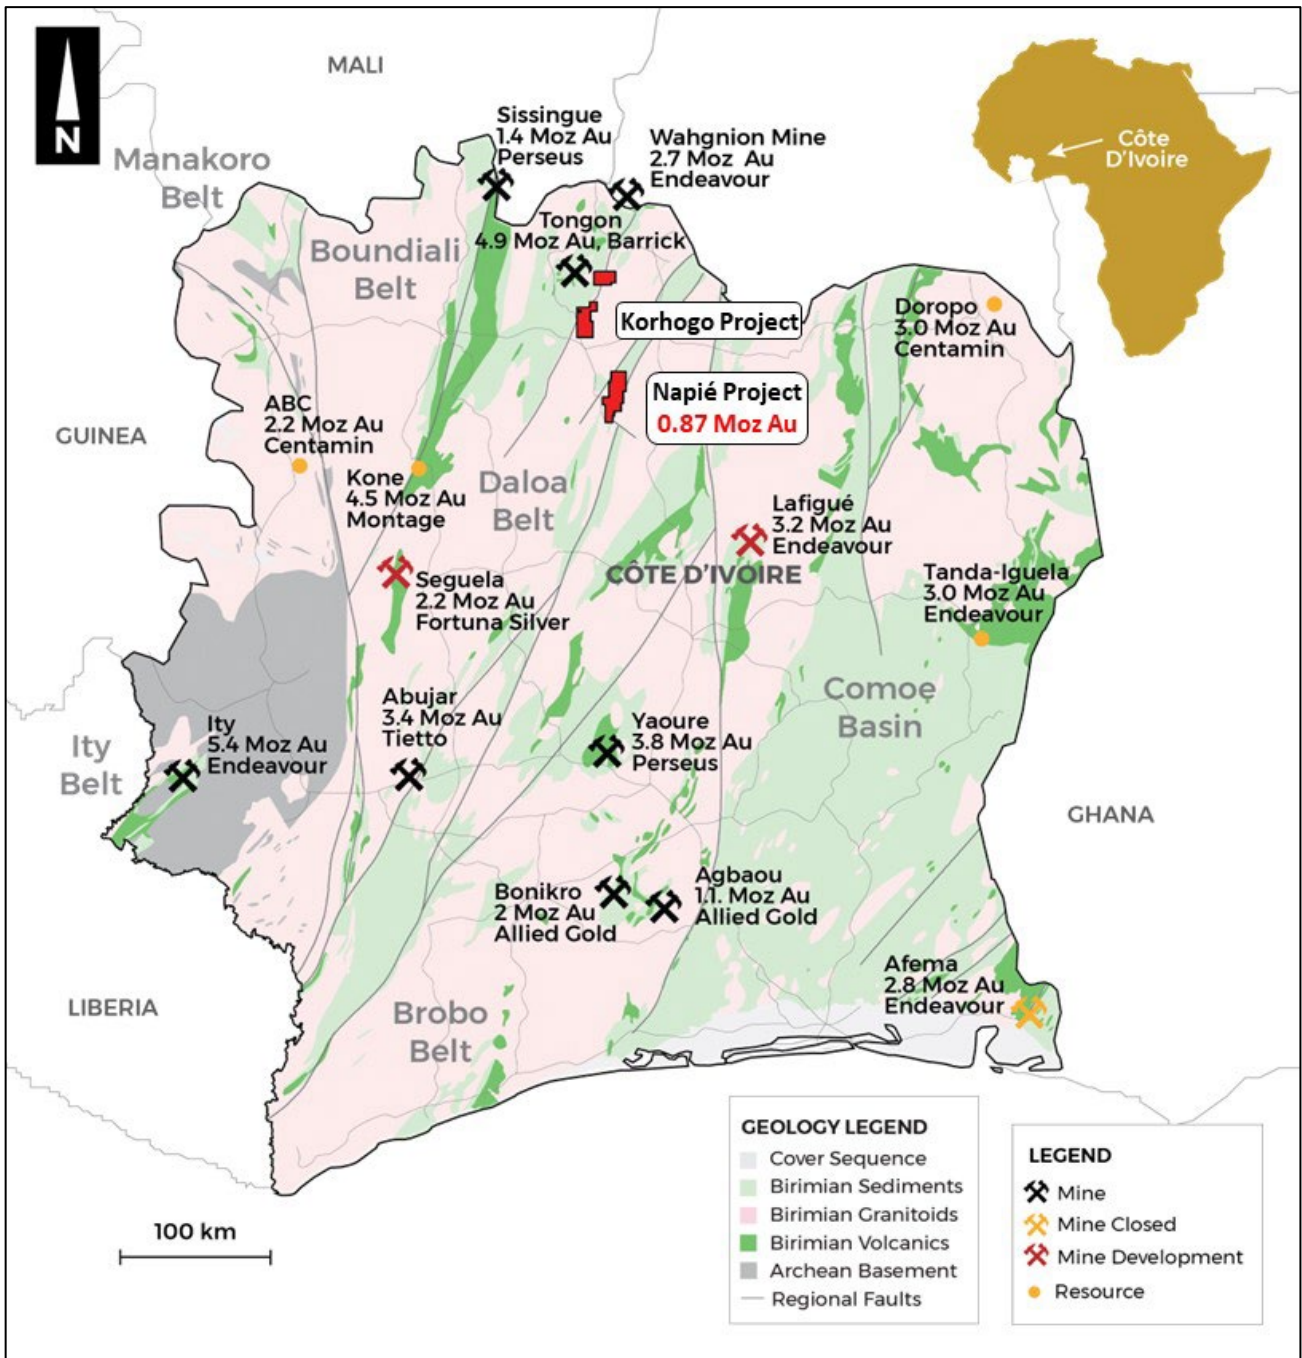 N
MALI
Manakoro
Belt
Sissingue
1.4 Moz Au
Perseus
Wahgnion Mine
2.7 Moz Au
Endeavour
Côte
D'Ivoire
Boundiali
Belt
Tongon
4.9 Moz Au, Barrick
Korhogo Project
Doropo
3.0 Moz Au
Centamin
Napié Project
0.87 Moz Au
GUINEA
ABC
2.2 Moz Au
Centamin
Kone
4.5 Moz Au
Montage
Daloa
Belt
Lafigué
3.2 Moz Au
Endeavour
CÔTE D'IVOIRE
Seguela
2.2 Moz Au
Fortuna Silver
Tanda-Iguela
3.0 Moz Au
Endeavour
Comoe
Basin
Ity
Belt
Ity
5.4 Moz Au
Endeavour
Abujar
3.4 Moz Au
Tietto
Yaoure
3.8 Moz Au
Perseus
GHANA
Bonikro
2 Moz Au
Allied Gold
Agbaou
1.1. Moz Au
Allied Gold
Afema
2.8 Moz Au
Endeavour
LIBERIA
Brobo
Belt
100 km
GEOLOGY LEGEND
Cover Sequence
Birimian Sediments
Birimian Granitoids
Birimian Volcanics
Archean Basement
Regional Faults
LEGEND
Mine
Mine Closed
Mine Development
Resource